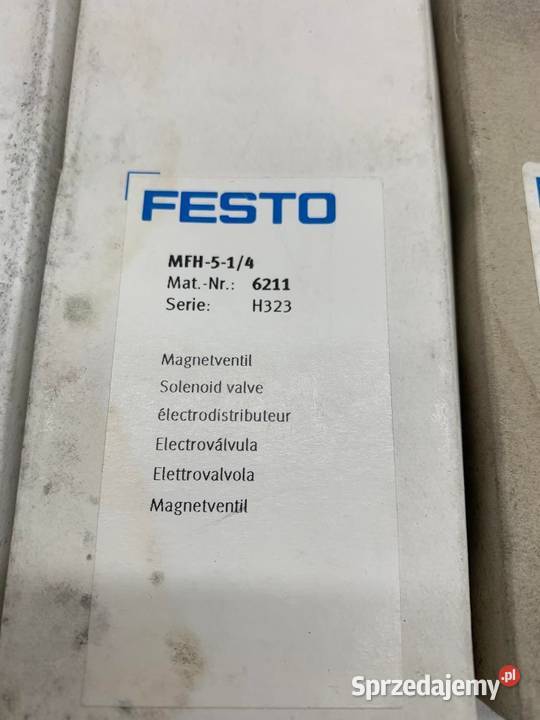 FESTO
MFH-5-1/4
Mat.-Nr.: 6211
Serie: H323
Magnetventil
Solenoid valve
électrodistributeur
Electroválvula
Elettrovalvola
Magnetventil
Sprzedajemy.pl